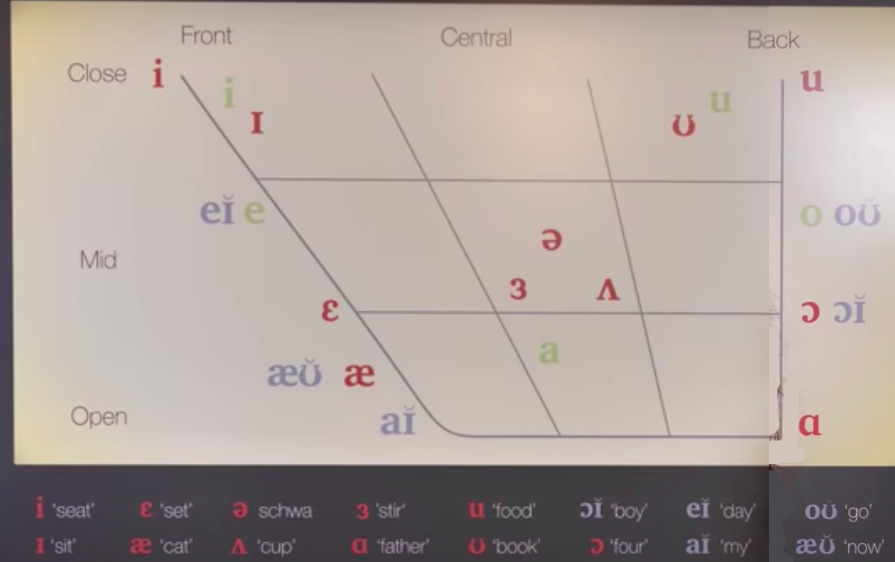 Front Central Back
Close i i ɪ ʊ u u
eɪ̆ e o oʊ̆
Mid ə
ɜ ʌ
ɛ ɔ ɔɪ̆
a
æʊ̆ æ
Open aɪ̆ ɑ
i 'seat' ɛ 'set' ə schwa ɜ 'stir' u 'food' ɔɪ̆ 'boy' eɪ̆ 'day' oʊ̆ 'go'
ɪ 'sit' æ 'cat' ʌ 'cup' ɑ 'father' ʊ 'book' ɔ 'four' aɪ̆ 'my' æʊ̆ 'now'